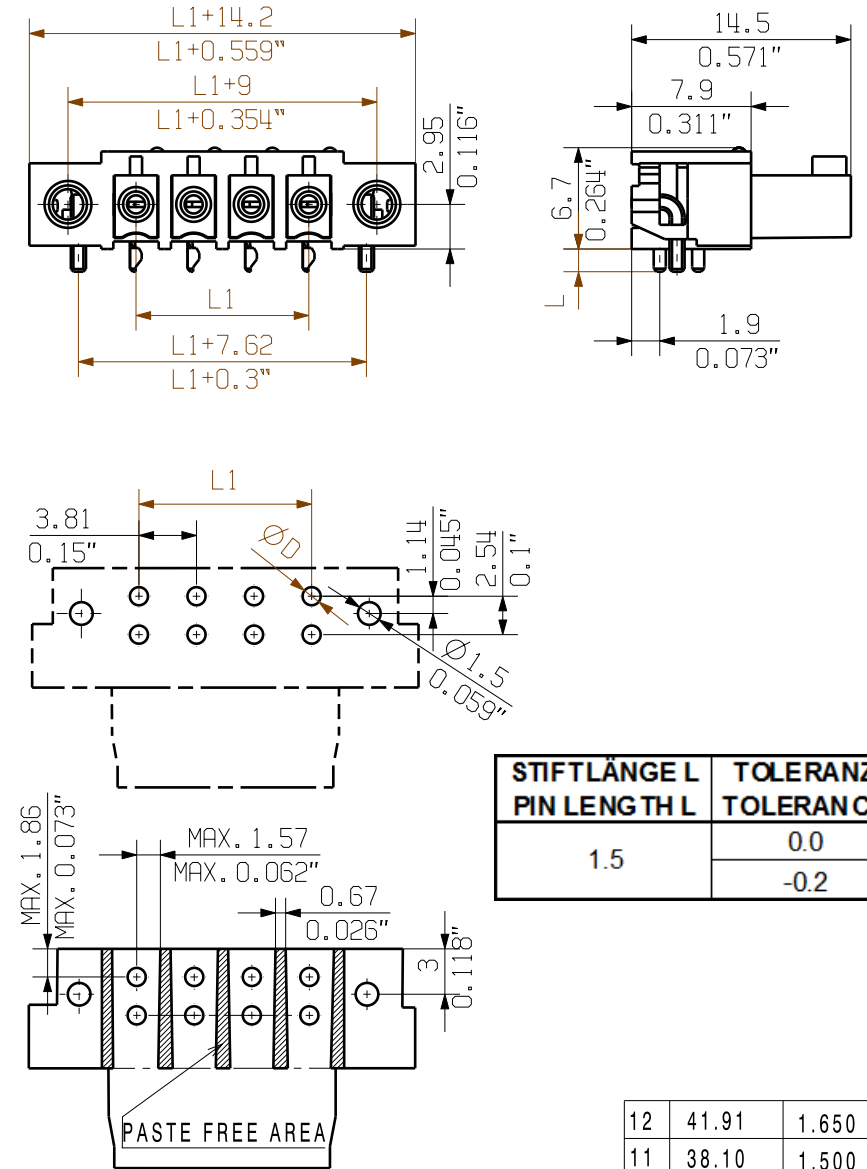 L1+14.2
L1+0.559"
L1+9
L1+0.354"
2.95
0.116"
L1
L1+7.62
L1+0.3"
14.5
0.571"
7.9
0.311"
6.7
0.264"
L
1.9
0.073"
L1
3.81
0.15"
ØD
1.14
0.045"
2.54
0.1"
Ø1.5
0.059"
STIFTLÄNGE L
PIN LENGTH L
TOLERANZ
TOLERANC
1.5
0.0
-0.2
MAX. 1.86
MAX. 0.073"
MAX. 1.57
MAX. 0.062"
0.67
0.026"
3
0.118"
PASTE FREE AREA
12 41.91 1.650
11 38.10 1.500